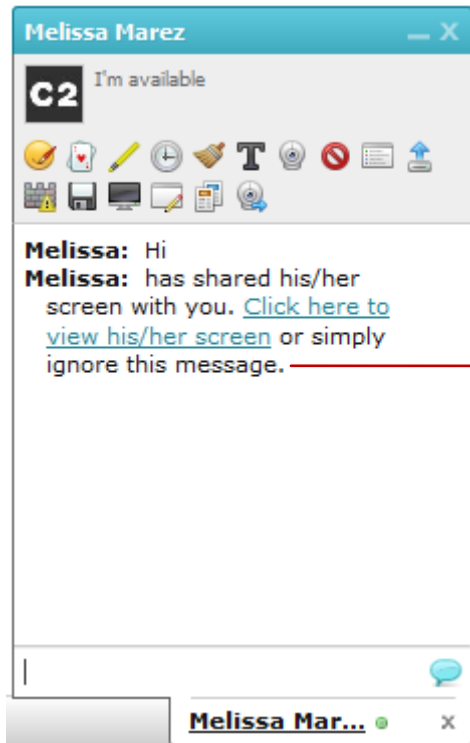 Melissa Marez
C2
I'm available
T
Melissa: Hi
Melissa: has shared his/her
screen with you. Click here to
view his/her screen or simply
ignore this message.
Melissa Mar...